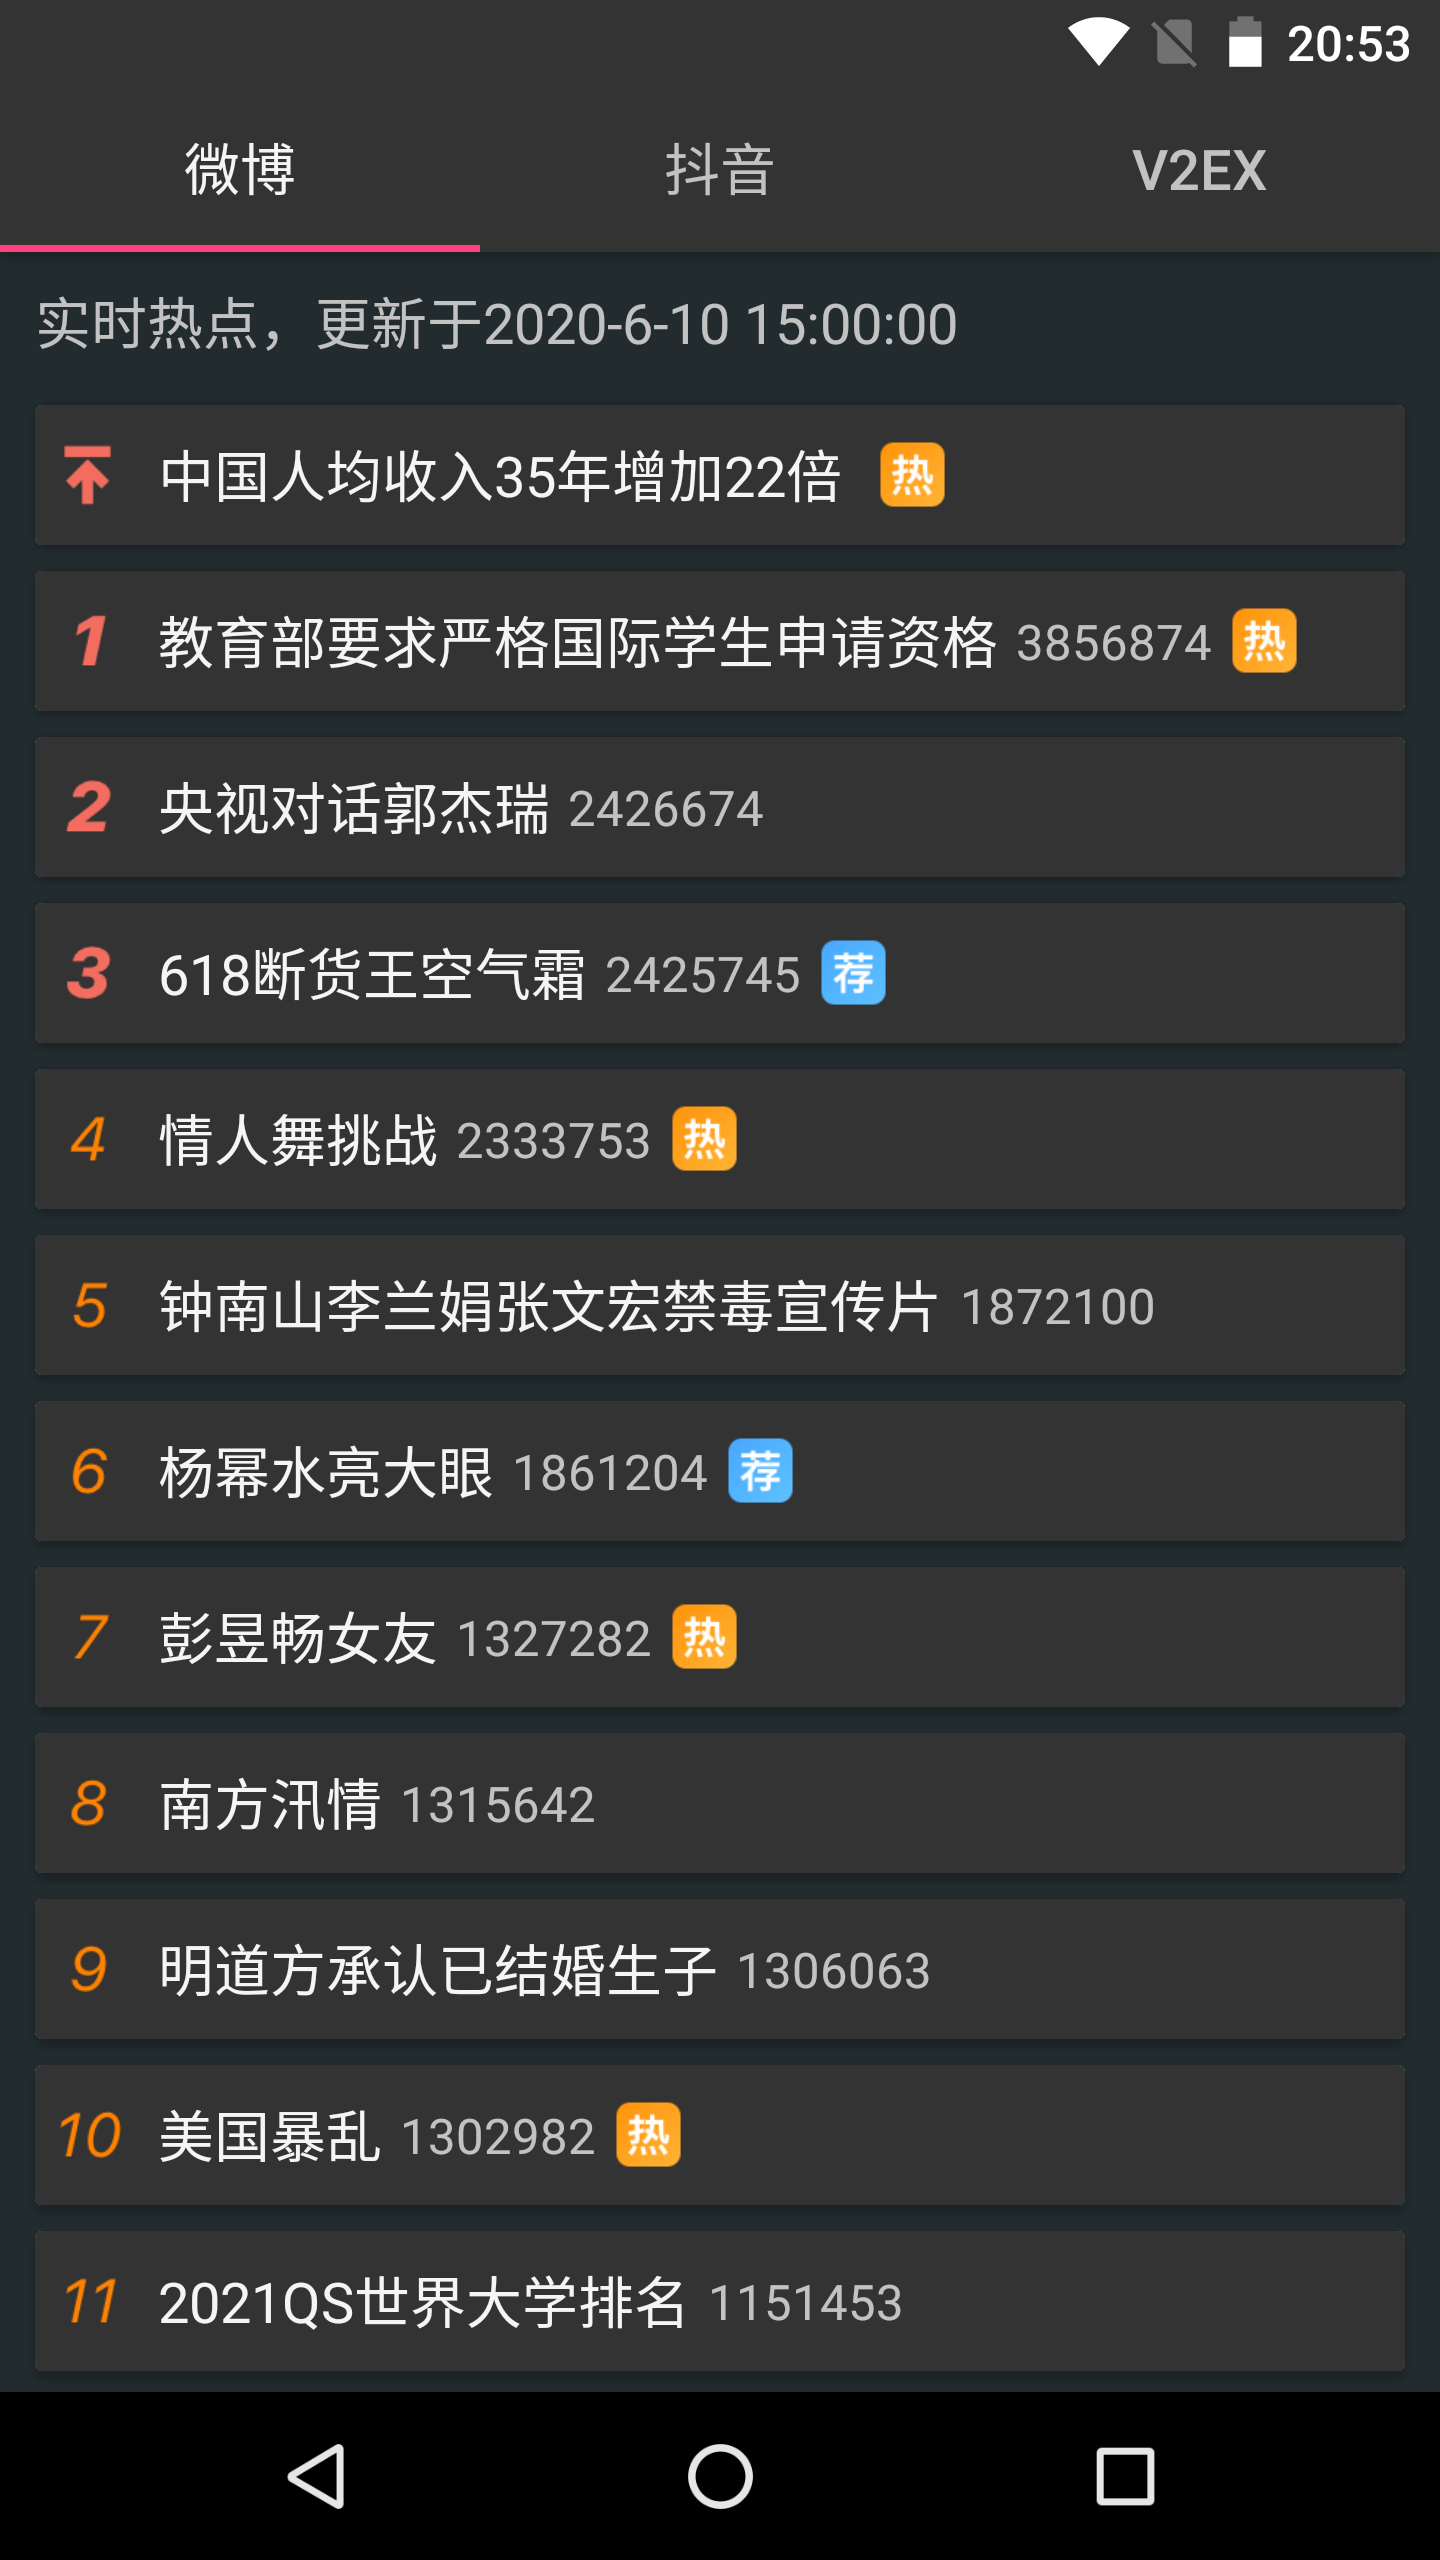 20:53
微博 抖音 V2EX
实时热点，更新于2020-6-10 15:00:00
中国人均收入35年增加22倍 热
1 教育部要求严格国际学生申请资格 3856874 热
2 央视对话郭杰瑞 2426674
3 618断货王空气霜 2425745 荐
4 情人舞挑战 2333753 热
5 钟南山李兰娟张文宏禁毒宣传片 1872100
6 杨幂水亮大眼 1861204 荐
7 彭昱畅女友 1327282 热
8 南方汛情 1315642
9 明道方承认已结婚生子 1306063
10 美国暴乱 1302982 热
11 2021QS世界大学排名 1151453